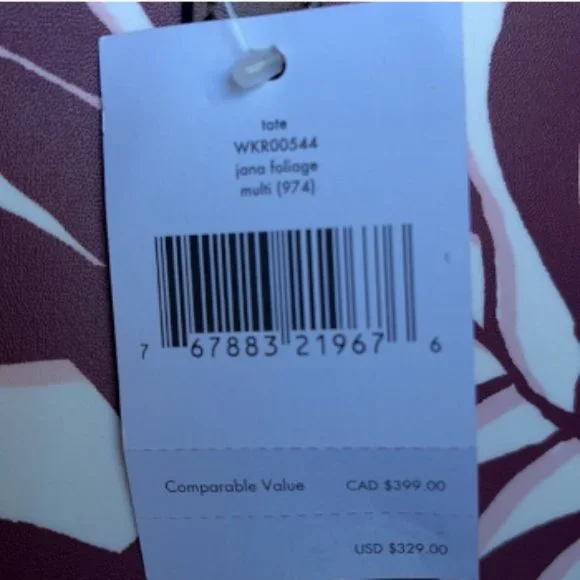 tote
WKR00544
jana foliage
multi (974)
7 67883 21967 6
Comparable Value CAD $399.00
USD $329.00